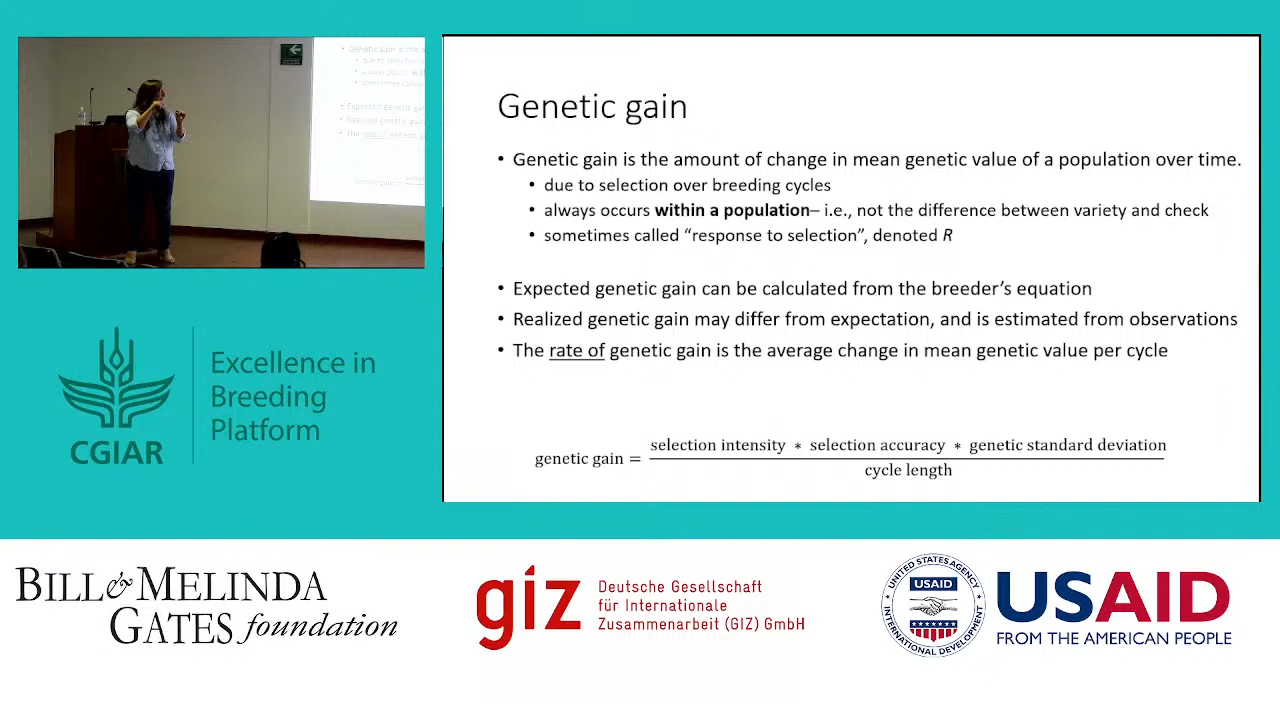 Genetic gain
• Genetic gain is the amount of change in mean genetic value of a population over time.
• due to selection over breeding cycles
• always occurs within a population– i.e., not the difference between variety and check
• sometimes called “response to selection”, denoted R
• Expected genetic gain can be calculated from the breeder’s equation
• Realized genetic gain may differ from expectation, and is estimated from observations
• The rate of genetic gain is the average change in mean genetic value per cycle
genetic gain = selection intensity * selection accuracy * genetic standard deviation
cycle length
CGIAR
Excellence in
Breeding
Platform
BILL & MELINDA
GATES foundation
giz
Deutsche Gesellschaft
für Internationale
Zusammenarbeit (GIZ) GmbH
UNITED STATES AGENCY
USAID
INTERNATIONAL DEVELOPMENT
USAID
FROM THE AMERICAN PEOPLE